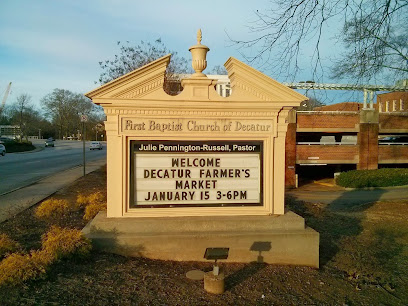 First Baptist Church of Decatur
Julie Pennington-Russell, Pastor
WELCOME
DECATUR FARMER'S
MARKET
JANUARY 15 3-6PM